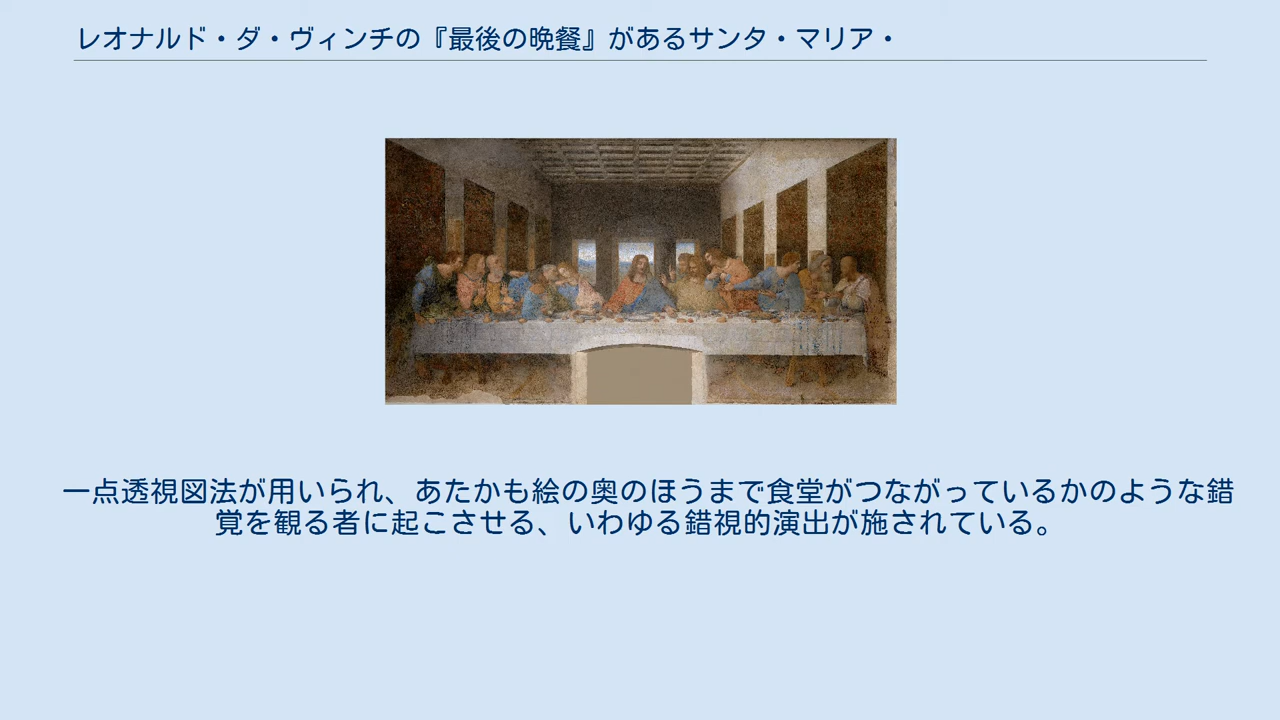 レオナルド・ダ・ヴィンチの『最後の晩餐』があるサンタ・マリア・
一点透視図法が用いられ、あたかも絵の奥のほうまで食堂がつながっているかのような錯
覚を観る者に起こさせる、いわゆる錯視的演出が施されている。